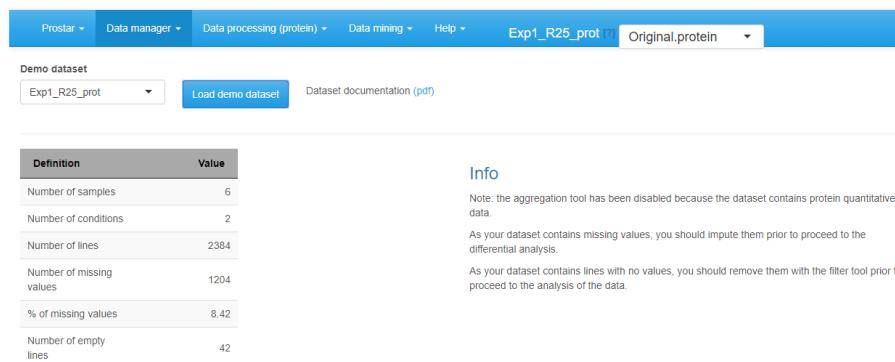 Prostar Data manager Data processing (protein) Data mining Help Exp1_R25_prot [?] Original.protein
Demo dataset
Exp1_R25_prot Load demo dataset Dataset documentation (pdf)
Definition Value
Number of samples 6
Number of conditions 2
Number of lines 2384
Number of missing
values 1204
% of missing values 8.42
Number of empty
lines 42
Info
Note: the aggregation tool has been disabled because the dataset contains protein quantitative
data.
As your dataset contains missing values, you should impute them prior to proceed to the
differential analysis.
As your dataset contains lines with no values, you should remove them with the filter tool prior
proceed to the analysis of the data.